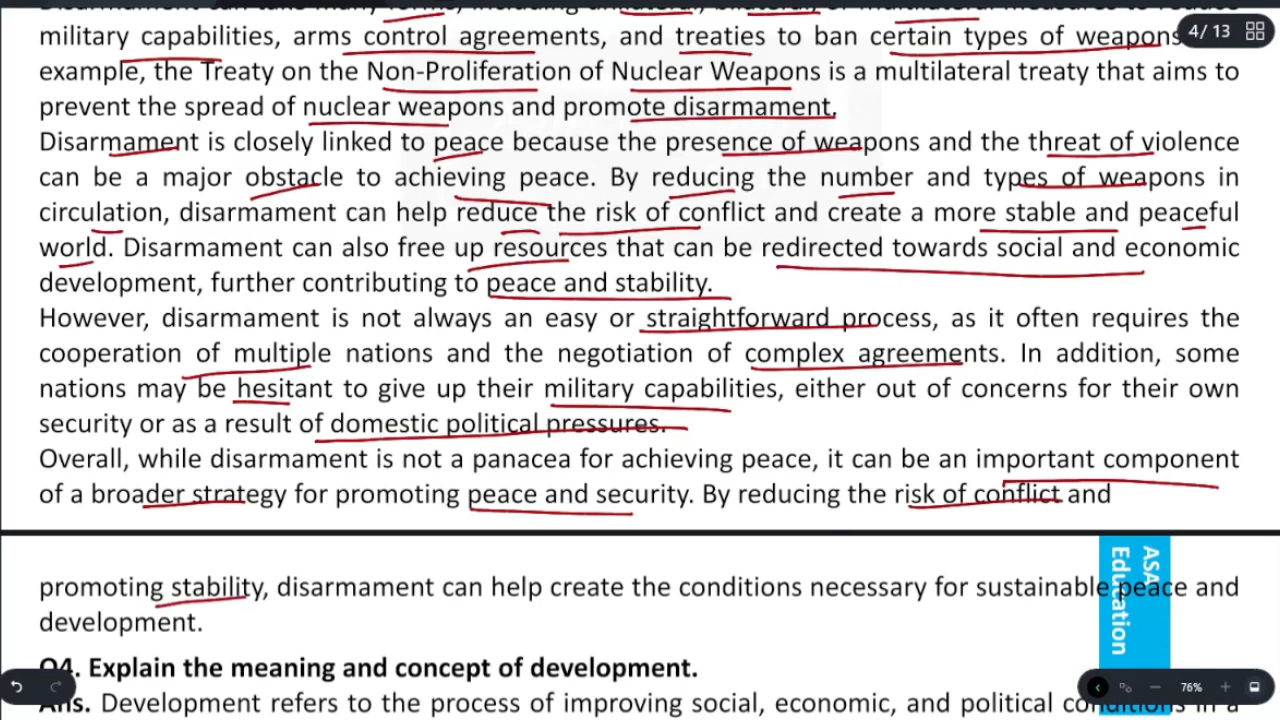 military capabilities, arms control agreements, and treaties to ban certain types of weapons
4/ 13
example, the Treaty on the Non-Proliferation of Nuclear Weapons is a multilateral treaty that aims to
prevent the spread of nuclear weapons and promote disarmament.
Disarmament is closely linked to peace because the presence of weapons and the threat of violence
can be a major obstacle to achieving peace. By reducing the number and types of weapons in
circulation, disarmament can help reduce the risk of conflict and create a more stable and peaceful
world. Disarmament can also free up resources that can be redirected towards social and economic
development, further contributing to peace and stability.
However, disarmament is not always an easy or straightforward process, as it often requires the
cooperation of multiple nations and the negotiation of complex agreements. In addition, some
nations may be hesitant to give up their military capabilities, either out of concerns for their own
security or as a result of domestic political pressures.
Overall, while disarmament is not a panacea for achieving peace, it can be an important component
of a broader strategy for promoting peace and security. By reducing the risk of conflict and
ASA
Education
promoting stability, disarmament can help create the conditions necessary for sustainable peace and
development.
Q4. Explain the meaning and concept of development.
76%
Ans. Development refers to the process of improving social, economic, and political conditions in a